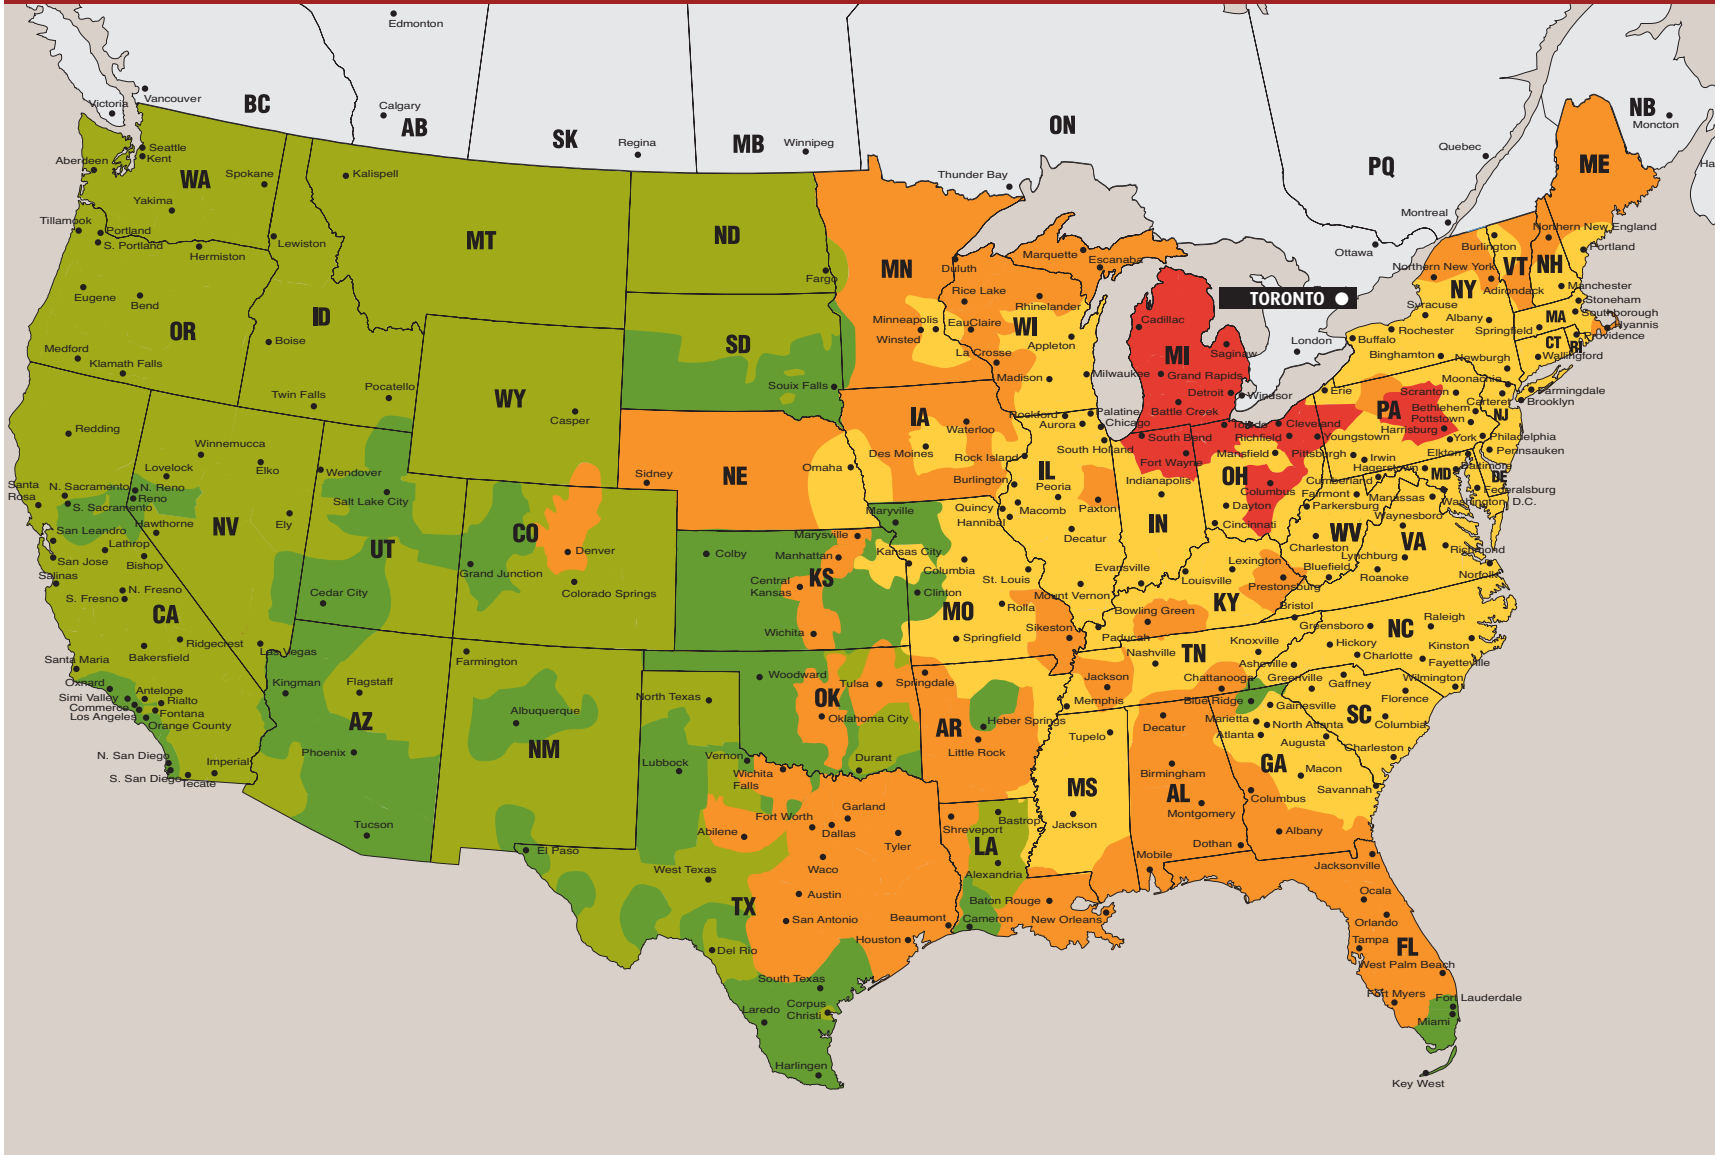 Edmonton
Vancouver
Victoria
BC
Calgary
AB
SK
Regina
MB
Winnipeg
ON
Thunder Bay
PQ
Quebec
NB
Moncton
Ha
Montreal
Ottawa
TORONTO
London
Windsor
Seattle
Kent
Aberdeen
WA
Spokane
Yakima
Kalispell
Tillamook
Portland
S. Portland
Hermiston
Lewiston
MT
ND
Fargo
Eugene
Bend
OR
ID
Boise
Medford
Klamath Falls
Twin Falls
Pocatello
WY
Casper
SD
Souix Falls
MN
Duluth
Minneapolis
Winsted
Marquette
Escanaba
Rice Lake
Rhinelander
EauClaire
WI
La Crosse
Appleton
Madison
Milwaukee
Cadillac
MI
Saginaw
Grand Rapids
Detroit
Battle Creek
ME
Northern New England
Portland
Burlington
VT
NH
Northern New York
Adirondack
NY
Manchester
Stoneham
Southborough
Hyannis
Providence
MA
CT
RI
Springfield
Wallingford
Syracuse
Albany
Rochester
Buffalo
Binghamton
Newburgh
Moonachie
Farmingdale
Brooklyn
Carteret
NJ
Erie
PA
Scranton
Bethlehem
Pottstown
Harrisburg
York
Philadelphia
Pennsauken
Elkton
Baltimore
MD
DE
Federalsburg
Washington, D.C.
Hagerstown
Cumberland
Manassas
Pittsburgh
Irwin
Youngstown
Cleveland
Toledo
Richfield
Mansfield
OH
Columbus
Dayton
Cincinnati
Fairmont
Parkersburg
WV
Charleston
Bluefield
Waynesboro
VA
Richmond
Lynchburg
Roanoke
Norfolk
Redding
Winnemucca
Elko
Lovelock
Santa Rosa
N. Sacramento
S. Sacramento
N. Reno
Reno
San Leandro
Hawthorne
NV
Ely
Lathrop
San Jose
Bishop
Salinas
N. Fresno
S. Fresno
CA
Ridgecrest
Bakersfield
Las Vegas
Santa Maria
Oxnard
Simi Valley
Commerce
Los Angeles
Antelope
Rialto
Fontana
Orange County
N. San Diego
S. San Diego
Tecate
Imperial
Wendover
Salt Lake City
UT
Cedar City
CO
Denver
Grand Junction
Colorado Springs
Kingman
Flagstaff
AZ
Phoenix
Tucson
Farmington
Albuquerque
NM
El Paso
Sidney
NE
Omaha
IA
Waterloo
Des Moines
Rock Island
Burlington
Rockford
Aurora
Palatine
Chicago
South Holland
IL
Peoria
Macomb
Paxton
Decatur
Quincy
Hannibal
South Bend
Fort Wayne
Indianapolis
IN
Evansville
Mount Vernon
Colby
Marysville
Manhattan
KS
Central
Kansas
Wichita
Maryville
Kansas City
Columbia
St. Louis
Clinton
MO
Rolla
Springfield
Sikeston
Louisville
Lexington
Prestonsburg
KY
Bowling Green
Paducah
Bristol
Nashville
TN
Knoxville
Jackson
Memphis
Chattanooga
Greensboro
Raleigh
NC
Hickory
Kinston
Charlotte
Fayetteville
Asheville
Wilmington
Greenville
Gaffney
Florence
SC
Columbia
Charleston
Blue Ridge
Gainesville
Marietta
North Atlanta
Atlanta
Augusta
GA
Macon
Savannah
Columbus
Albany
Woodward
Tulsa
OK
Oklahoma City
Durant
Springdale
AR
Heber Springs
Little Rock
Tupelo
MS
Jackson
Decatur
Birmingham
AL
Montgomery
Dothan
Mobile
North Texas
Lubbock
Vernon
Wichita
Falls
Abilene
Fort Worth
Garland
Dallas
Tyler
Waco
West Texas
TX
Austin
San Antonio
Del Rio
Beaumont
Houston
South Texas
Laredo
Corpus
Christi
Harlingen
Shreveport
Bastrop
LA
Alexandria
Baton Rouge
Cameron
New Orleans
Jacksonville
Ocala
Orlando
Tampa
FL
West Palm Beach
Fort Myers
Fort Lauderdale
Miami
Key West